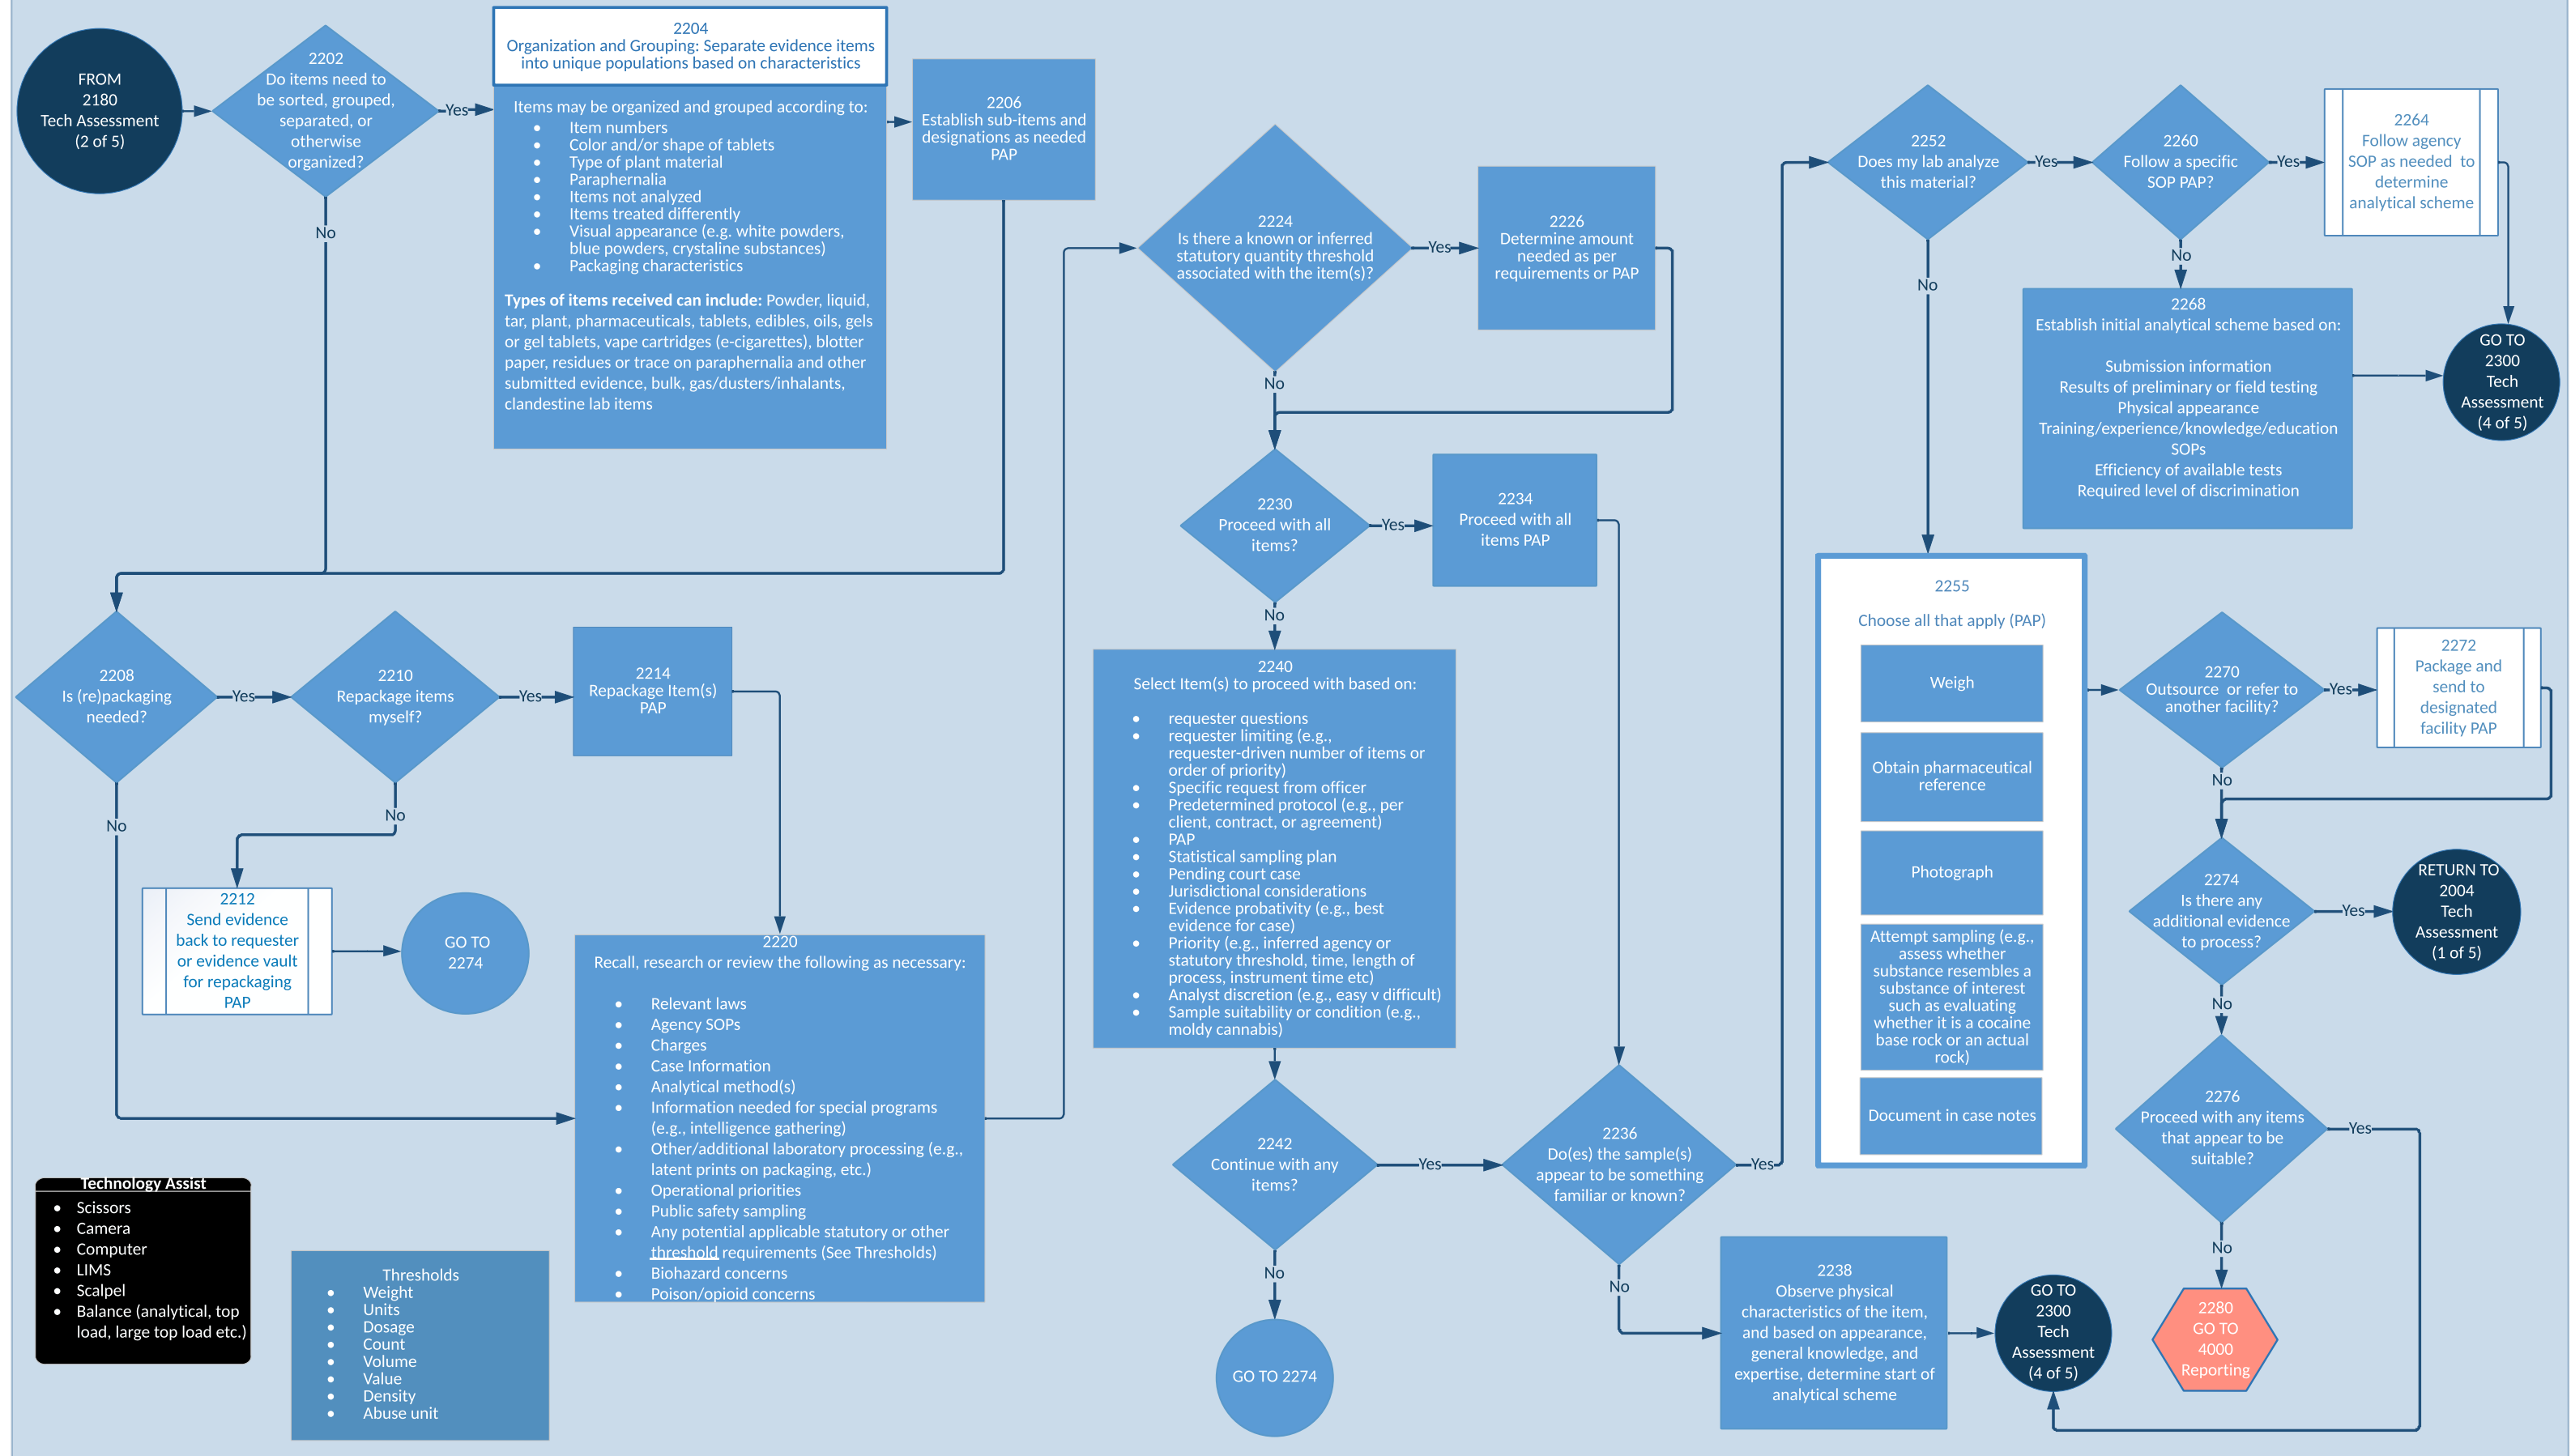 FROM
2180
Tech Assessment
(2 of 5)
2202
Do items need to
be sorted, grouped,
separated, or
otherwise
organized?
Yes
No
2204
Organization and Grouping: Separate evidence items
into unique populations based on characteristics
Items may be organized and grouped according to:
• Item numbers
• Color and/or shape of tablets
• Type of plant material
• Paraphernalia
• Items not analyzed
• Items treated differently
• Visual appearance (e.g. white powders,
blue powders, crystaline substances)
• Packaging characteristics
Types of items received can include: Powder, liquid,
tar, plant, pharmaceuticals, tablets, edibles, oils, gels
or gel tablets, vape cartridges (e-cigarettes), blotter
paper, residues or trace on paraphernalia and other
submitted evidence, bulk, gas/dusters/inhalants,
clandestine lab items
2206
Establish sub-items and
designations as needed
PAP
2208
Is (re)packaging
needed?
Yes
No
2210
Repackage items
myself?
Yes
No
2214
Repackage Item(s)
PAP
2212
Send evidence
back to requester
or evidence vault
for repackaging
PAP
GO TO
2274
2220
Recall, research or review the following as necessary:
• Relevant laws
• Agency SOPs
• Charges
• Case Information
• Analytical method(s)
• Information needed for special programs
(e.g., intelligence gathering)
• Other/additional laboratory processing (e.g.,
latent prints on packaging, etc.)
• Operational priorities
• Public safety sampling
• Any potential applicable statutory or other
threshold requirements (See Thresholds)
• Biohazard concerns
• Poison/opioid concerns
Technology Assist
• Scissors
• Camera
• Computer
• LIMS
• Scalpel
• Balance (analytical, top
load, large top load etc.)
Thresholds
• Weight
• Units
• Dosage
• Count
• Volume
• Value
• Density
• Abuse unit
2224
Is there a known or inferred
statutory quantity threshold
associated with the item(s)?
Yes
No
2226
Determine amount
needed as per
requirements or PAP
2230
Proceed with all
items?
Yes
No
2234
Proceed with all
items PAP
2240
Select Item(s) to proceed with based on:
• requester questions
• requester limiting (e.g.,
requester-driven number of items or
order of priority)
• Specific request from officer
• Predetermined protocol (e.g., per
client, contract, or agreement)
• PAP
• Statistical sampling plan
• Pending court case
• Jurisdictional considerations
• Evidence probativity (e.g., best
evidence for case)
• Priority (e.g., inferred agency or
statutory threshold, time, length of
process, instrument time etc)
• Analyst discretion (e.g., easy v difficult)
• Sample suitability or condition (e.g.,
moldy cannabis)
2242
Continue with any
items?
Yes
No
GO TO 2274
2236
Do(es) the sample(s)
appear to be something
familiar or known?
Yes
No
2238
Observe physical
characteristics of the item,
and based on appearance,
general knowledge, and
expertise, determine start of
analytical scheme
GO TO
2300
Tech
Assessment
(4 of 5)
2252
Does my lab analyze
this material?
Yes
No
2260
Follow a specific
SOP PAP?
Yes
No
2264
Follow agency
SOP as needed to
determine
analytical scheme
2268
Establish initial analytical scheme based on:
Submission information
Results of preliminary or field testing
Physical appearance
Training/experience/knowledge/education
SOPs
Efficiency of available tests
Required level of discrimination
GO TO
2300
Tech
Assessment
(4 of 5)
2255
Choose all that apply (PAP)
Weigh
Obtain pharmaceutical
reference
Photograph
Attempt sampling (e.g.,
assess whether
substance resembles a
substance of interest
such as evaluating
whether it is a cocaine
base rock or an actual
rock)
Document in case notes
2270
Outsource or refer to
another facility?
Yes
No
2272
Package and
send to
designated
facility PAP
2274
Is there any
additional evidence
to process?
Yes
No
RETURN TO
2004
Tech
Assessment
(1 of 5)
2276
Proceed with any items
that appear to be
suitable?
Yes
No
2280
GO TO
4000
Reporting